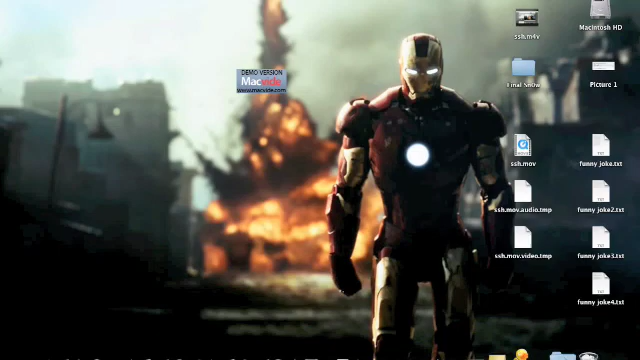 DEMO VERSION
Macvide
www.macvide.com
ssh.m4v
Macintosh HD
Final Sn0w
Picture 1
ssh.mov
funny joke.txt
ssh.mov.audio.tmp
funny joke2.txt
ssh.mov.video.tmp
funny joke3.txt
funny joke4.txt